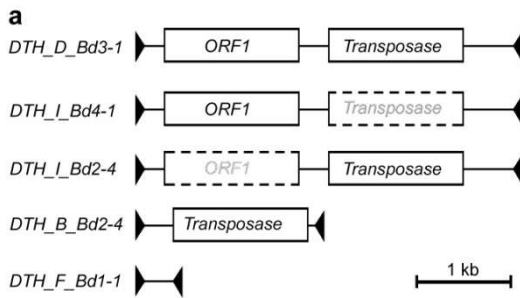 a
DTH_D_Bd3-1 ORF1 Transposase
DTH_I_Bd4-1 ORF1 Transposase
DTH_I_Bd2-4 ORF1 Transposase
DTH_B_Bd2-4 Transposase
DTH_F_Bd1-1 1 kb